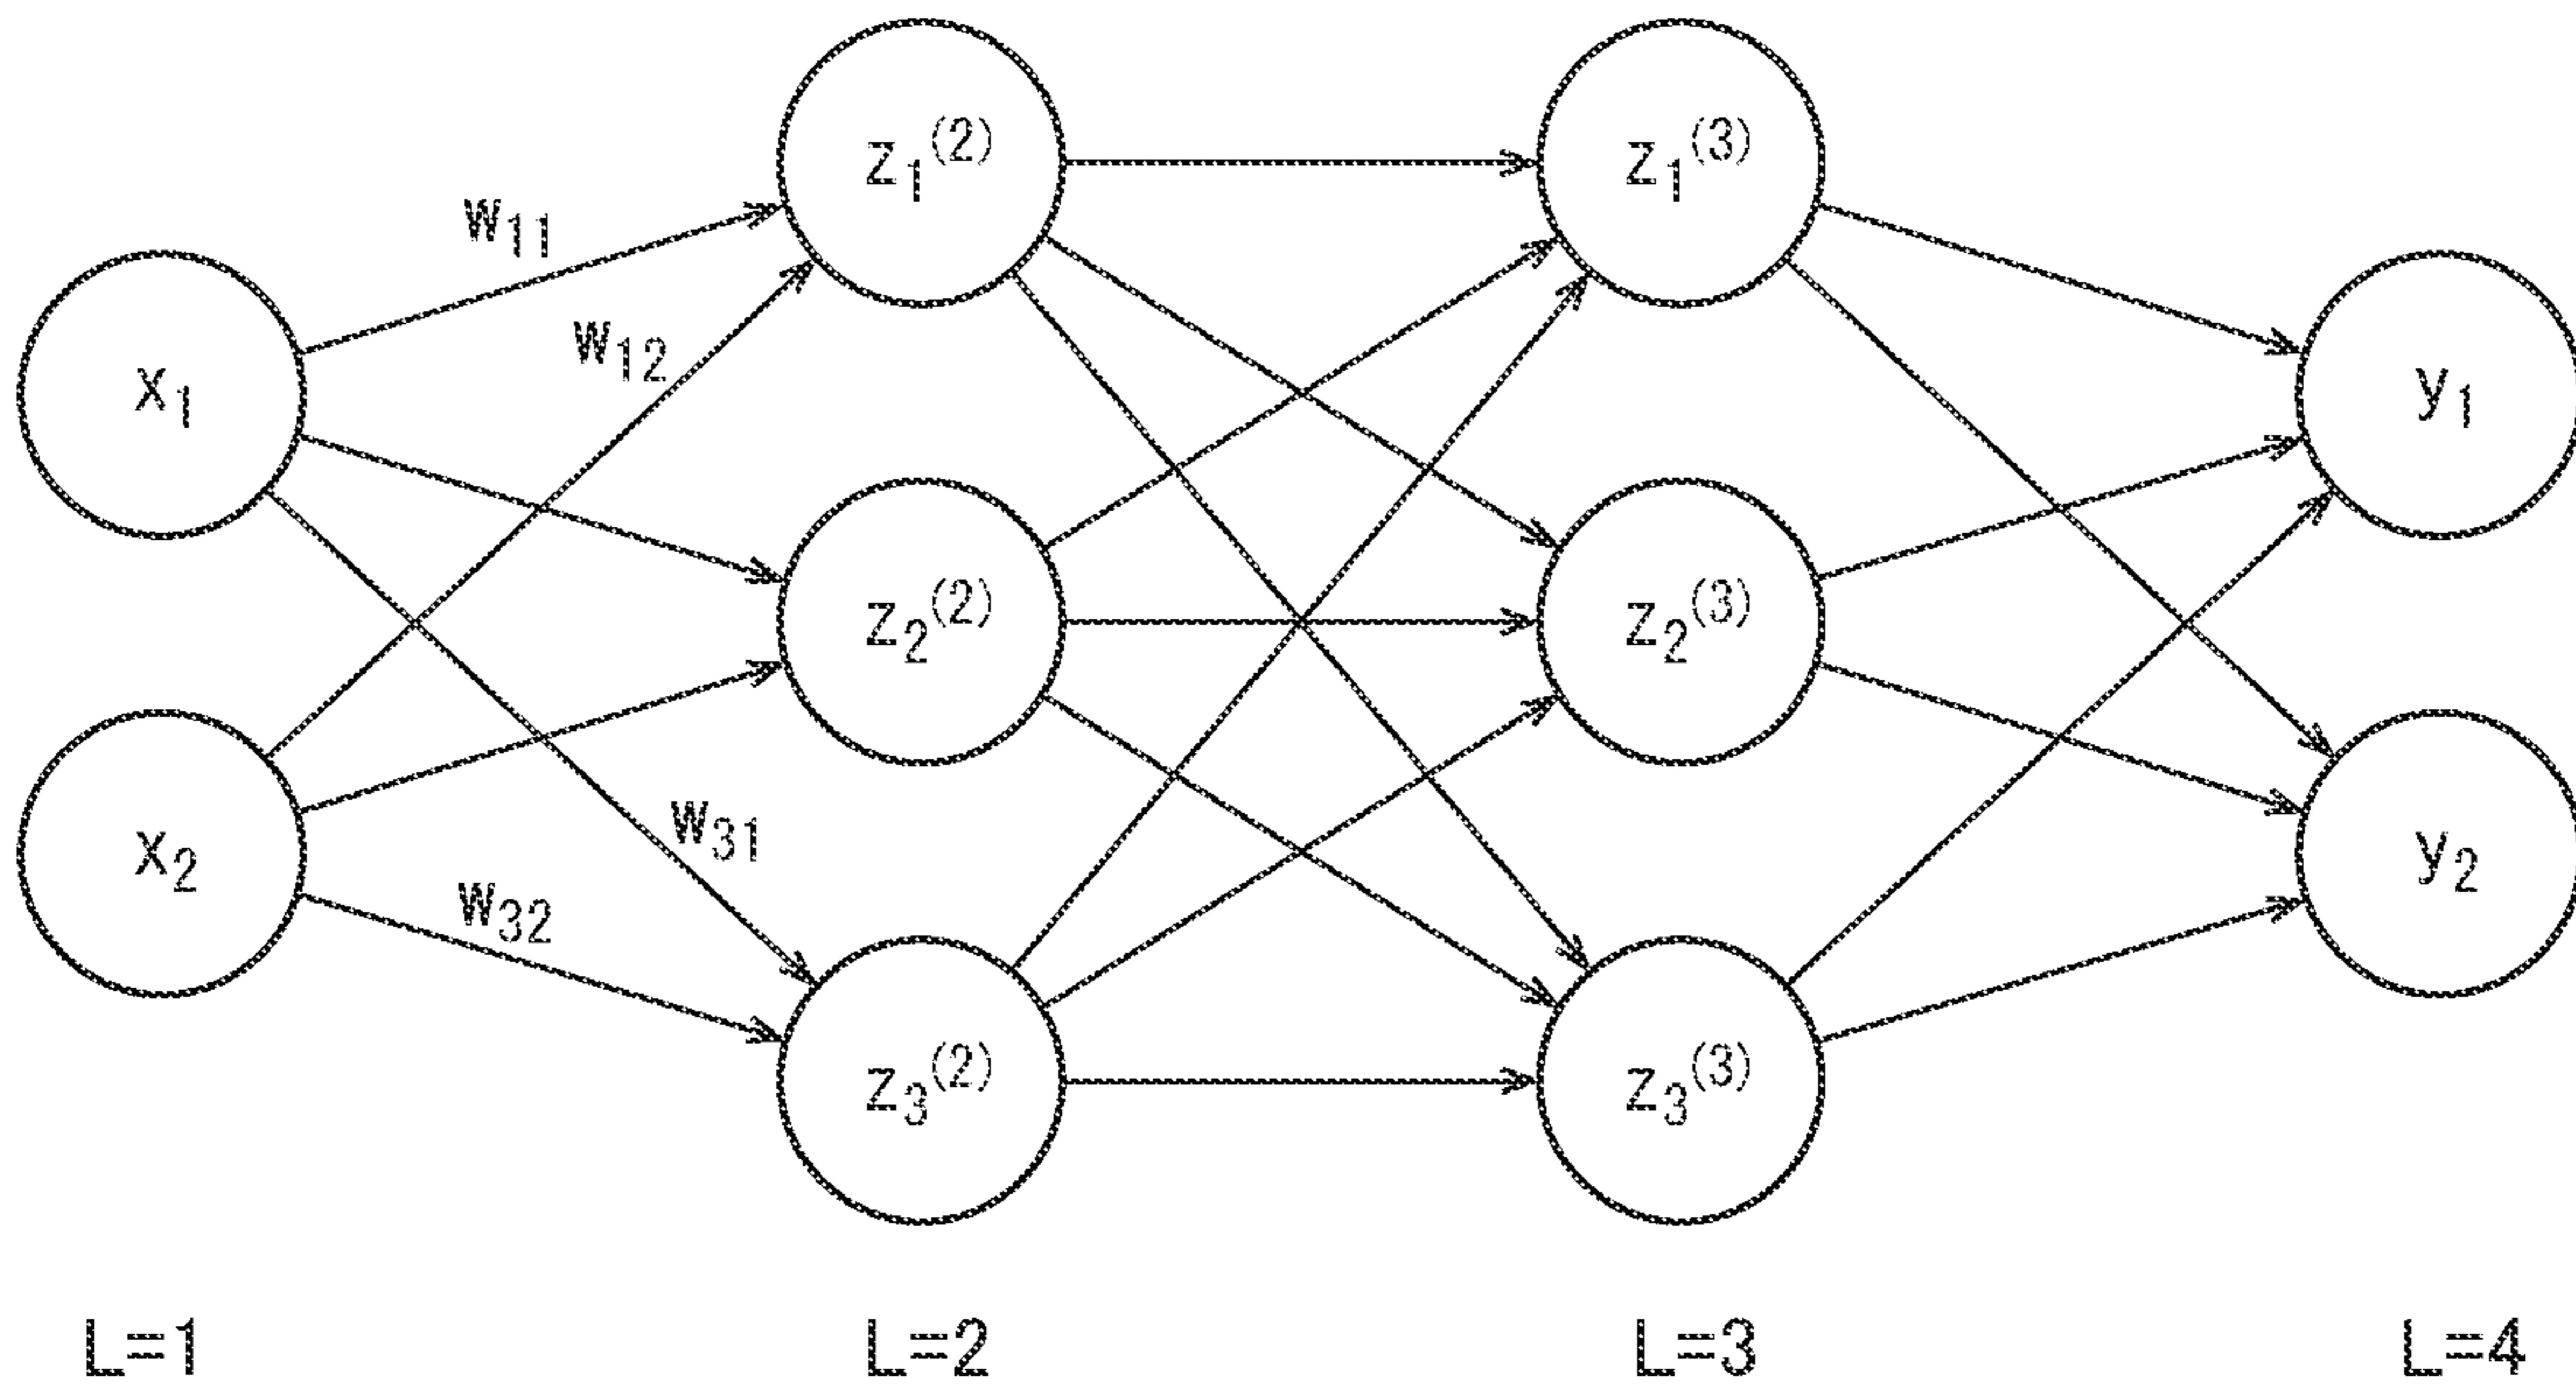 z₁⁽²⁾
z₁⁽³⁾
w₁₁
w₁₂
x₁
y₁
z₂⁽²⁾
z₂⁽³⁾
x₂
w₃₁
w₃₂
y₂
z₃⁽²⁾
z₃⁽³⁾
L=1 L=2 L=3 L=4